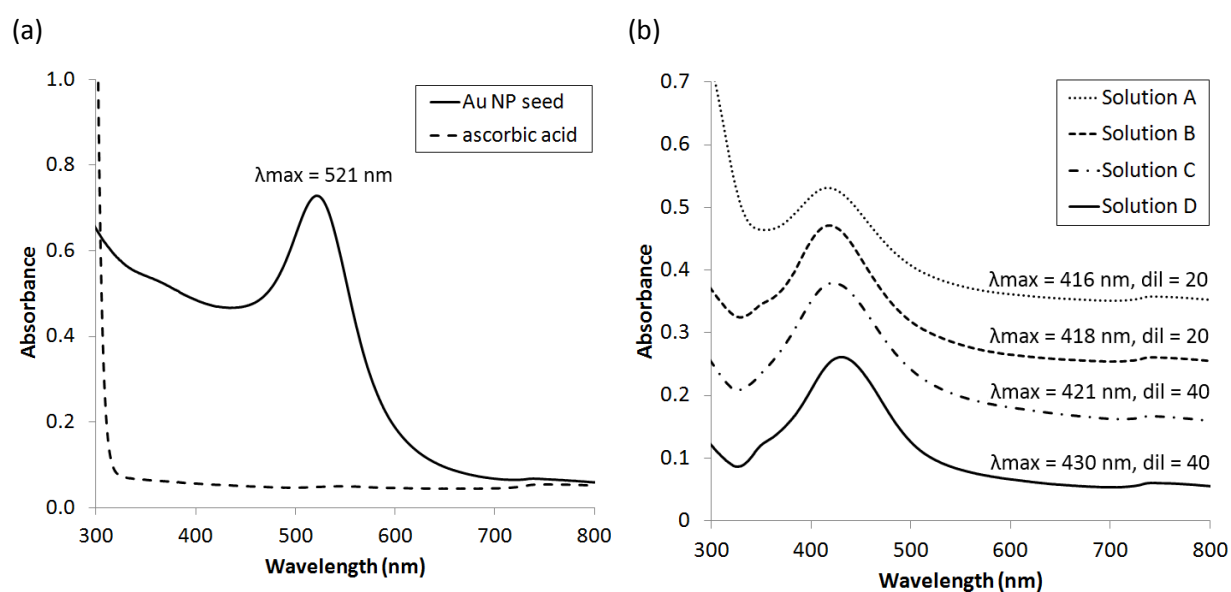 (a)
1.0
0.8
0.6
0.4
0.2
0.0
Absorbance
Au NP seed
ascorbic acid
λmax = 521 nm
300 400 500 600 700 800
Wavelength (nm)
(b)
0.7
0.6
0.5
0.4
0.3
0.2
0.1
0
Absorbance
Solution A
Solution B
Solution C
Solution D
λmax = 416 nm, dil = 20
λmax = 418 nm, dil = 20
λmax = 421 nm, dil = 40
λmax = 430 nm, dil = 40
300 400 500 600 700 800
Wavelength (nm)